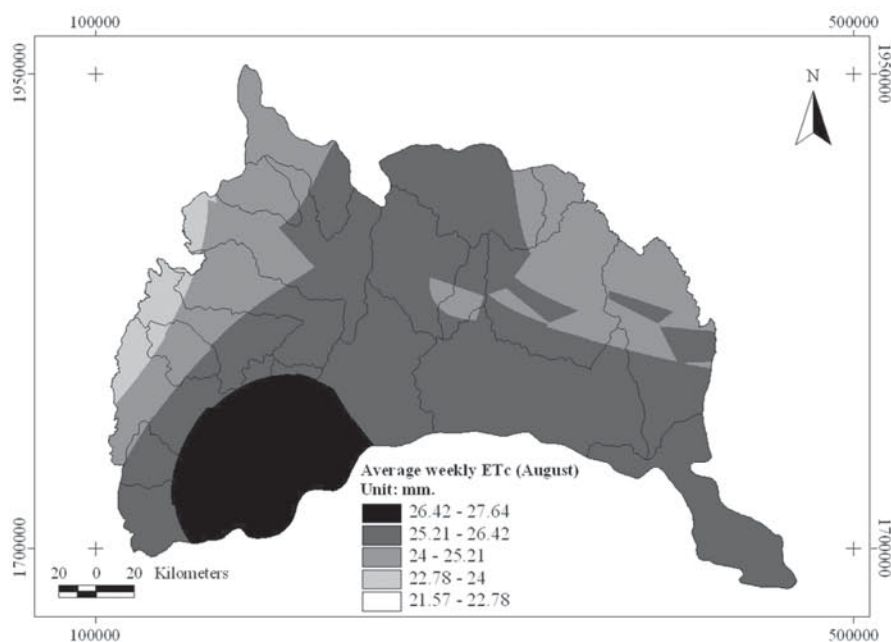 100000 500000
1950000 1950000
N
Average weekly ETc (August)
Unit: mm.
26.42 - 27.64
25.21 - 26.42
24 - 25.21
22.78 - 24
21.57 - 22.78
1700000 1700000
20 0 20 Kilometers
100000 500000